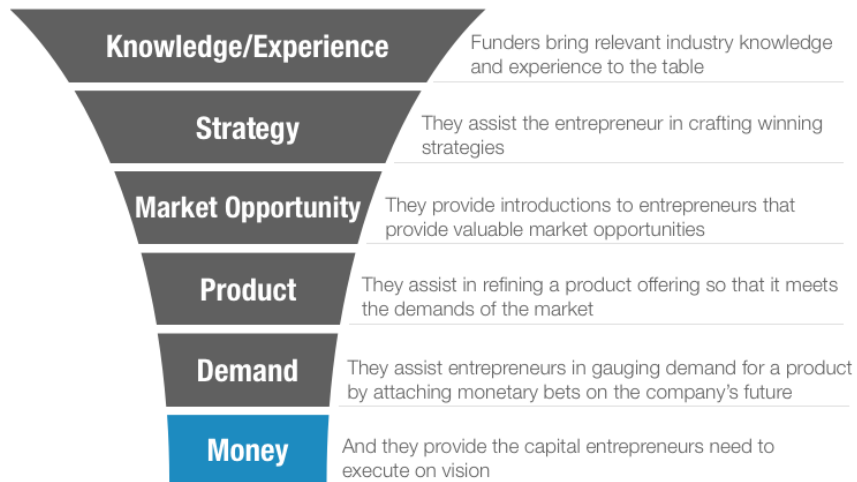 Knowledge/Experience
Funders bring relevant industry knowledge
and experience to the table
Strategy
They assist the entrepreneur in crafting winning
strategies
Market Opportunity
They provide introductions to entrepreneurs that
provide valuable market opportunities
Product
They assist in refining a product offering so that it meets
the demands of the market
Demand
They assist entrepreneurs in gauging demand for a product
by attaching monetary bets on the company's future
Money
And they provide the capital entrepreneurs need to
execute on vision